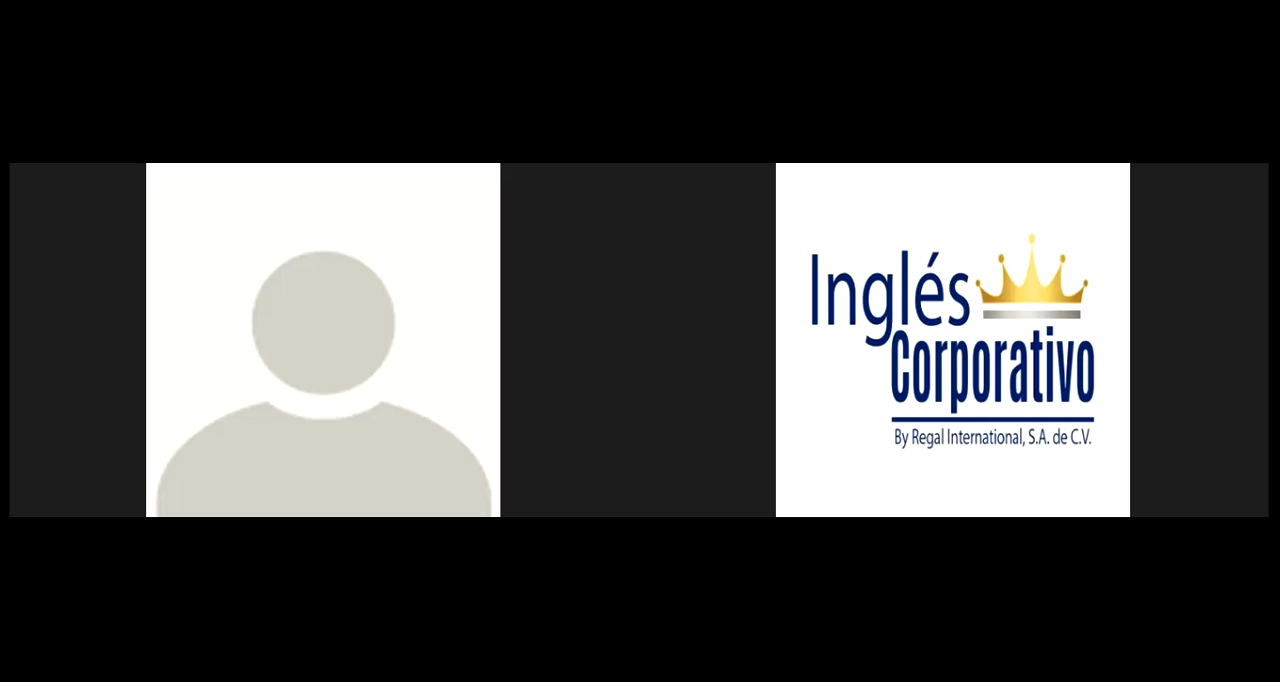 Inglés
Corporativo
By Regal International, S.A. de C.V.